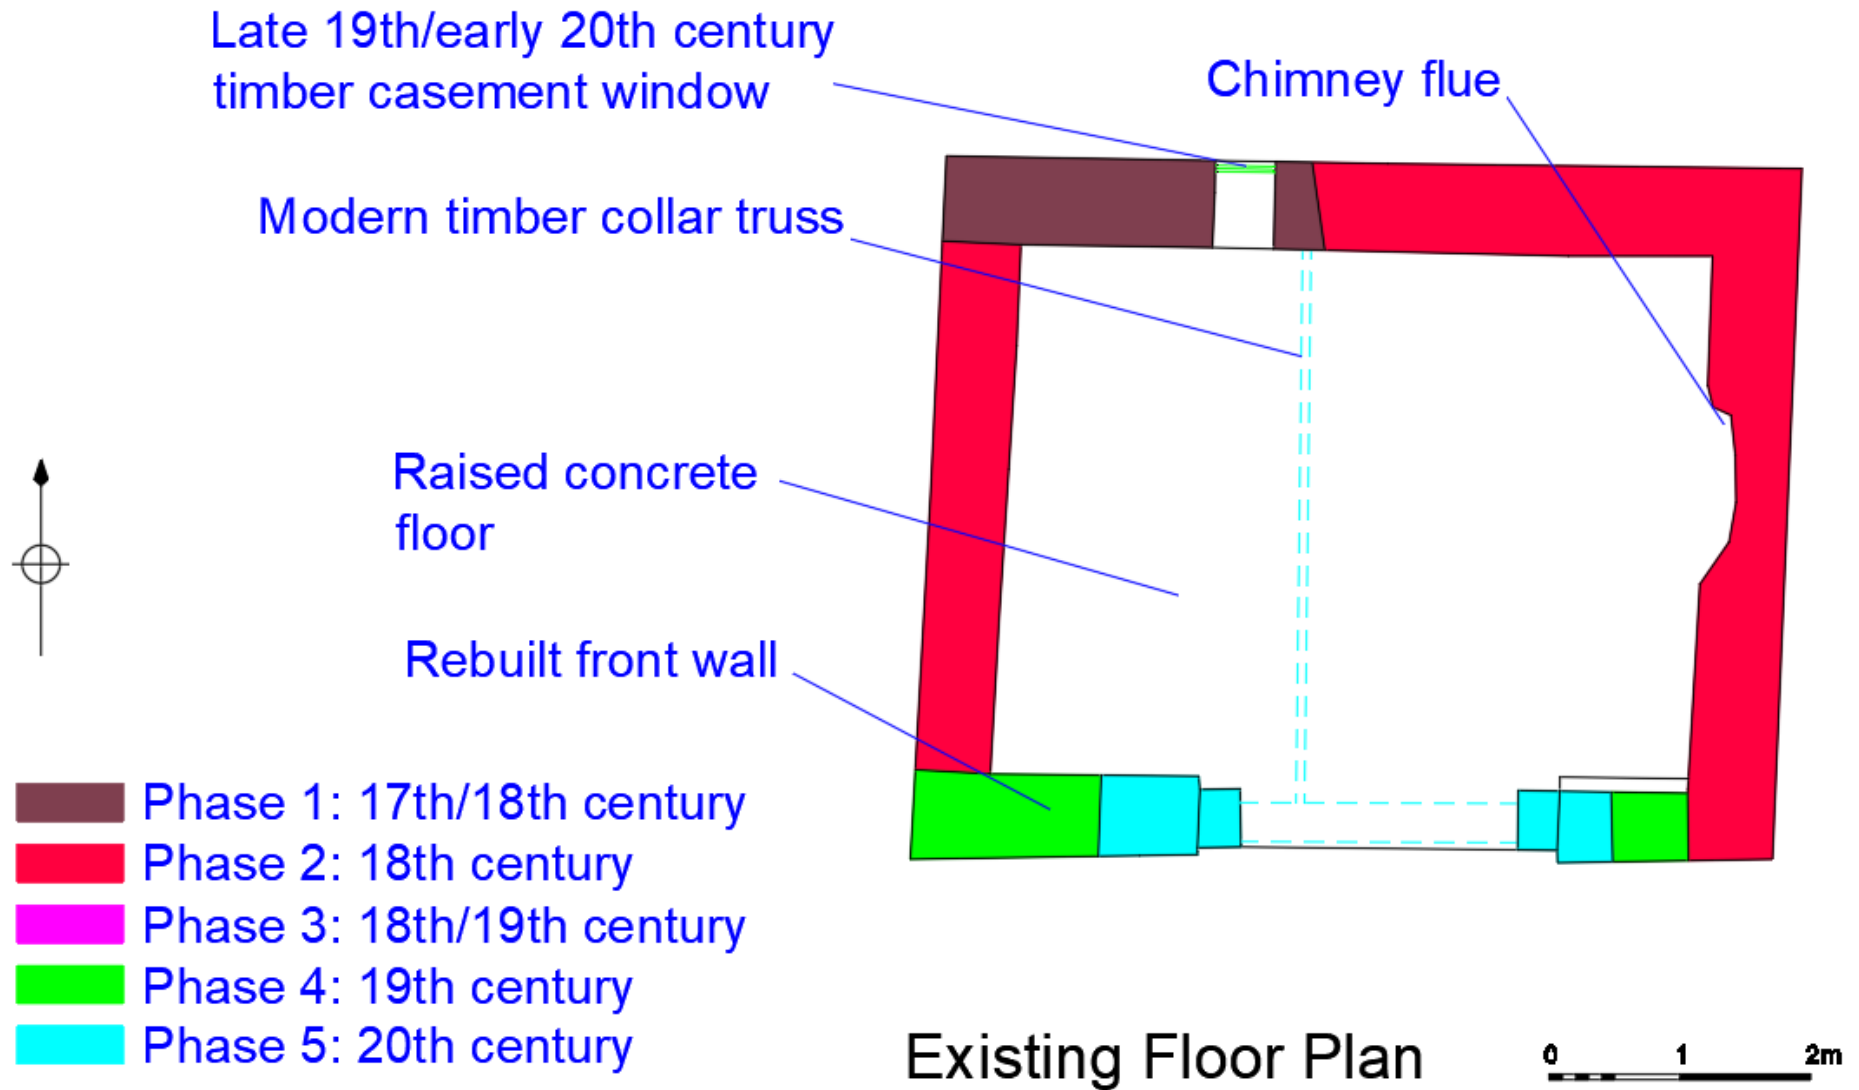 Late 19th/early 20th century
timber casement window
Chimney flue
Modern timber collar truss
Raised concrete
floor
Rebuilt front wall
Phase 1: 17th/18th century
Phase 2: 18th century
Phase 3: 18th/19th century
Phase 4: 19th century
Phase 5: 20th century
Existing Floor Plan
0 1 2m